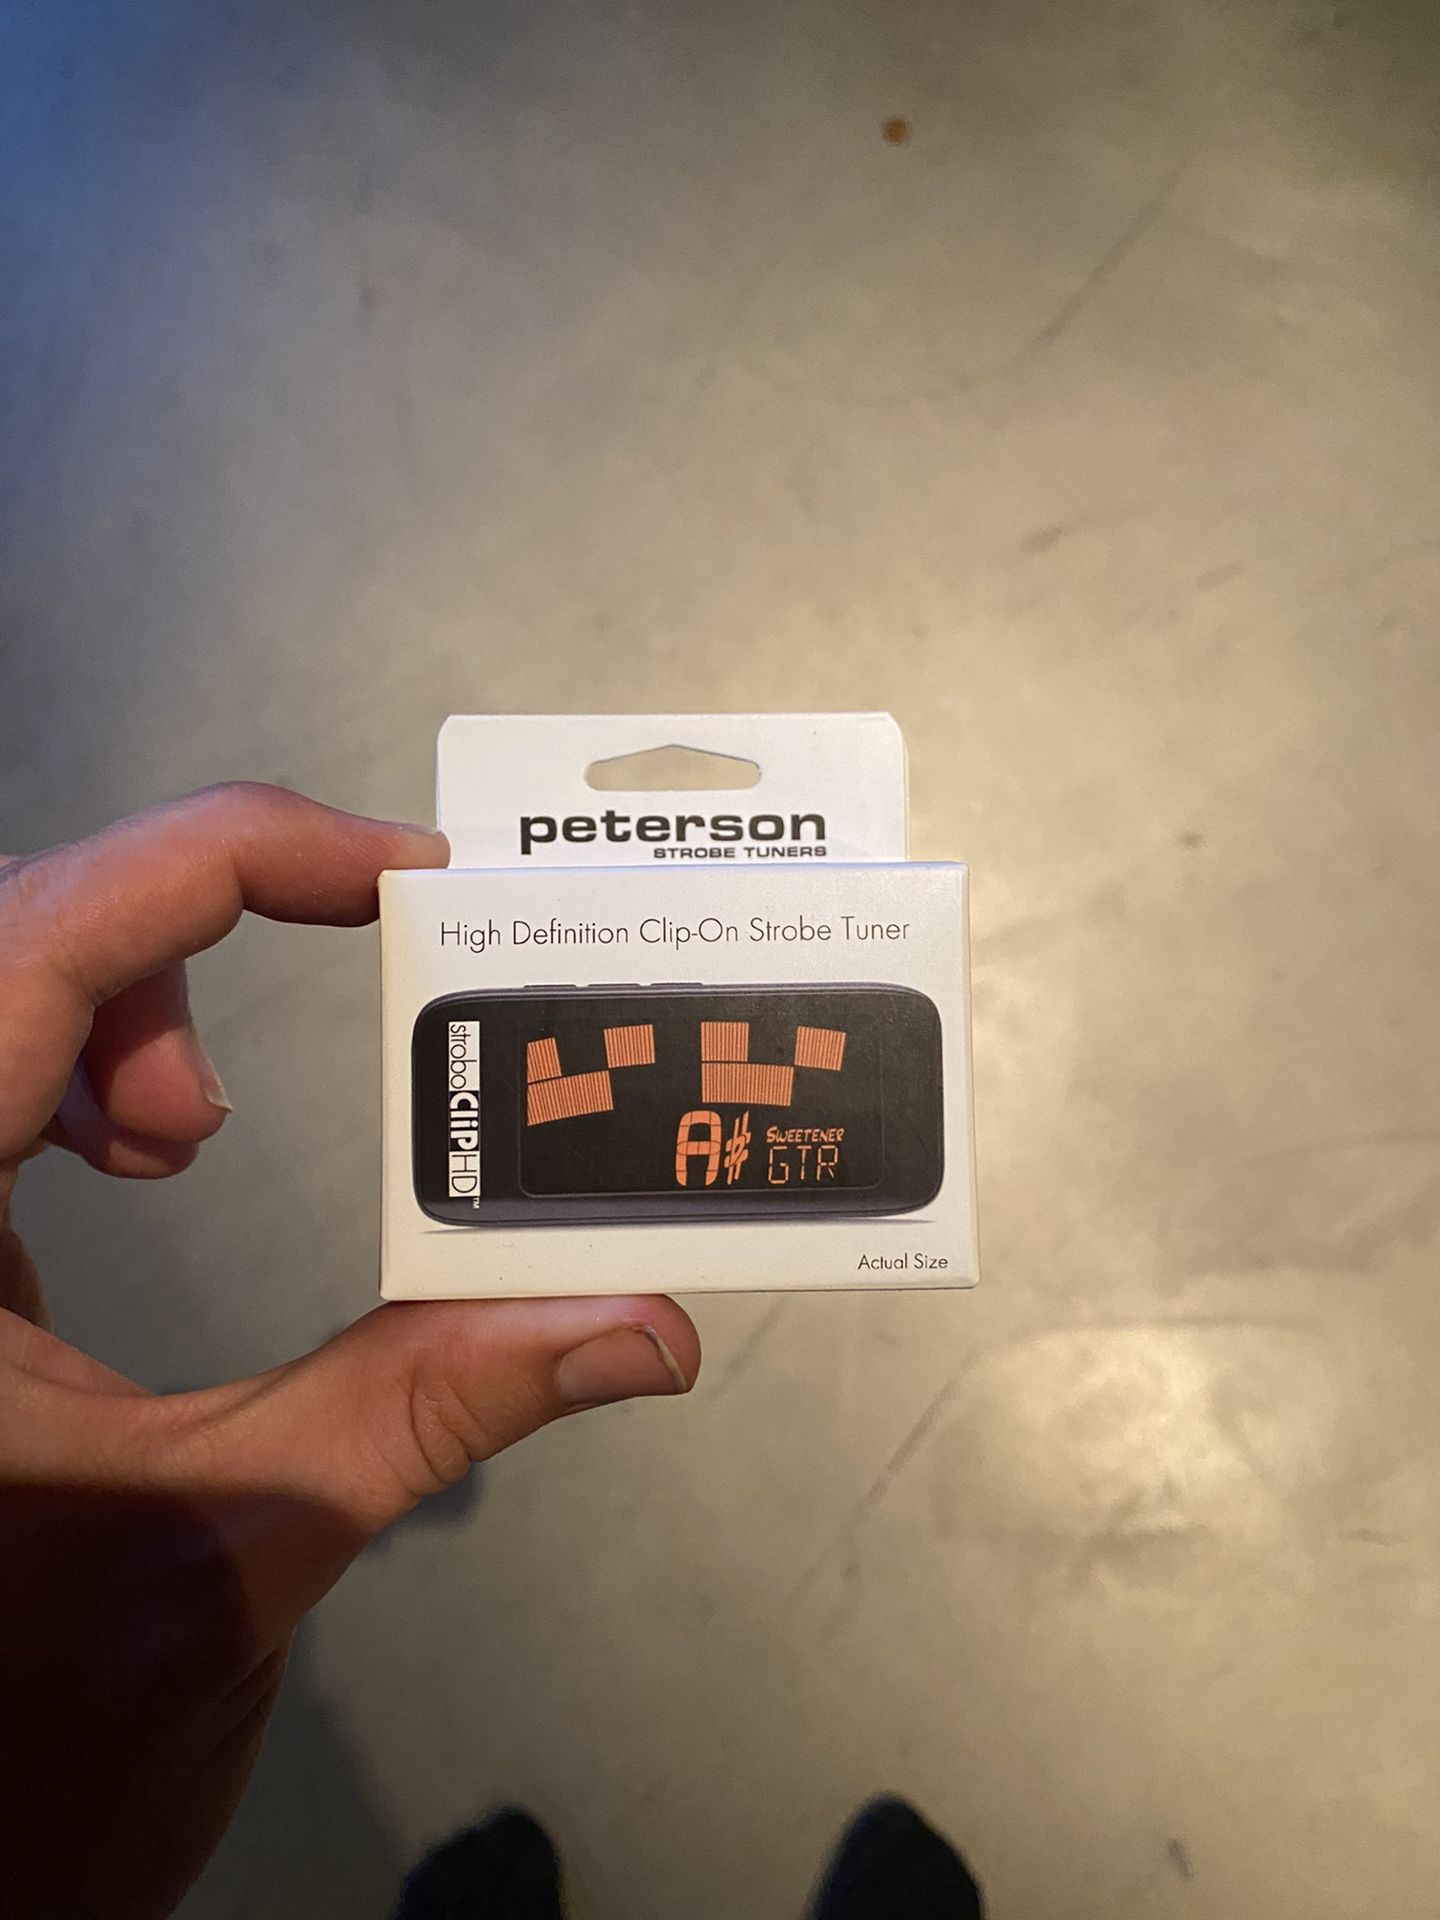 peterson
STROBE TUNERS
High Definition Clip-On Strobe Tuner
stroboClipHD™
A#
SWEETENER
GTR
Actual Size